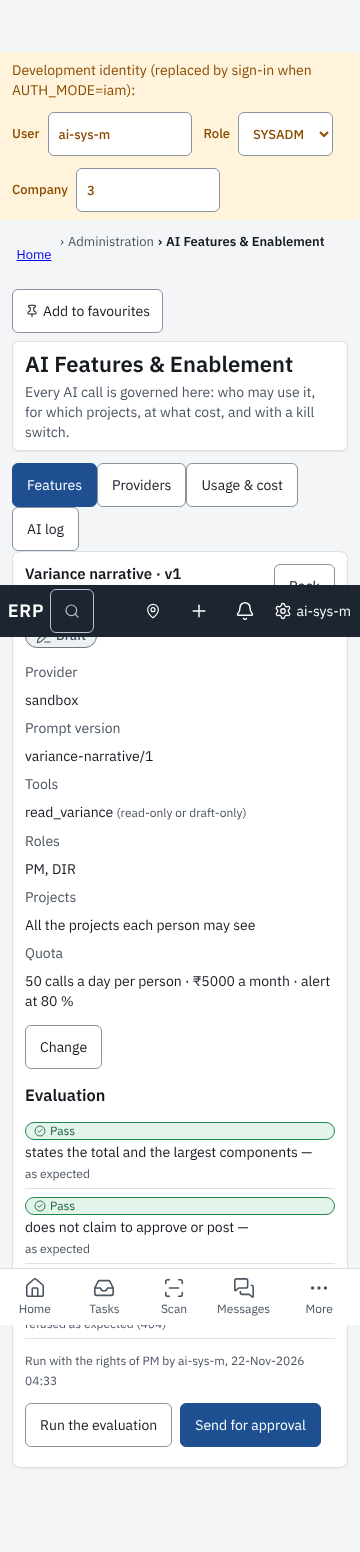 Development identity (replaced by sign-in when
AUTH_MODE=iam):
User ai-sys-m Role SYSADM
Company 3
Home › Administration › AI Features & Enablement
Add to favourites
AI Features & Enablement
Every AI call is governed here: who may use it,
for which projects, at what cost, and with a kill
switch.
Features Providers Usage & cost
AI log
Variance narrative · v1
Back
ERP ai-sys-m
Draft
Provider
sandbox
Prompt version
variance-narrative/1
Tools
read_variance (read-only or draft-only)
Roles
PM, DIR
Projects
All the projects each person may see
Quota
50 calls a day per person · ₹5000 a month · alert
at 80 %
Change
Evaluation
Pass
states the total and the largest components —
as expected
Pass
does not claim to approve or post —
as expected
Home Tasks Scan Messages More
refused as expected (404)
Run with the rights of PM by ai-sys-m, 22-Nov-2026
04:33
Run the evaluation Send for approval